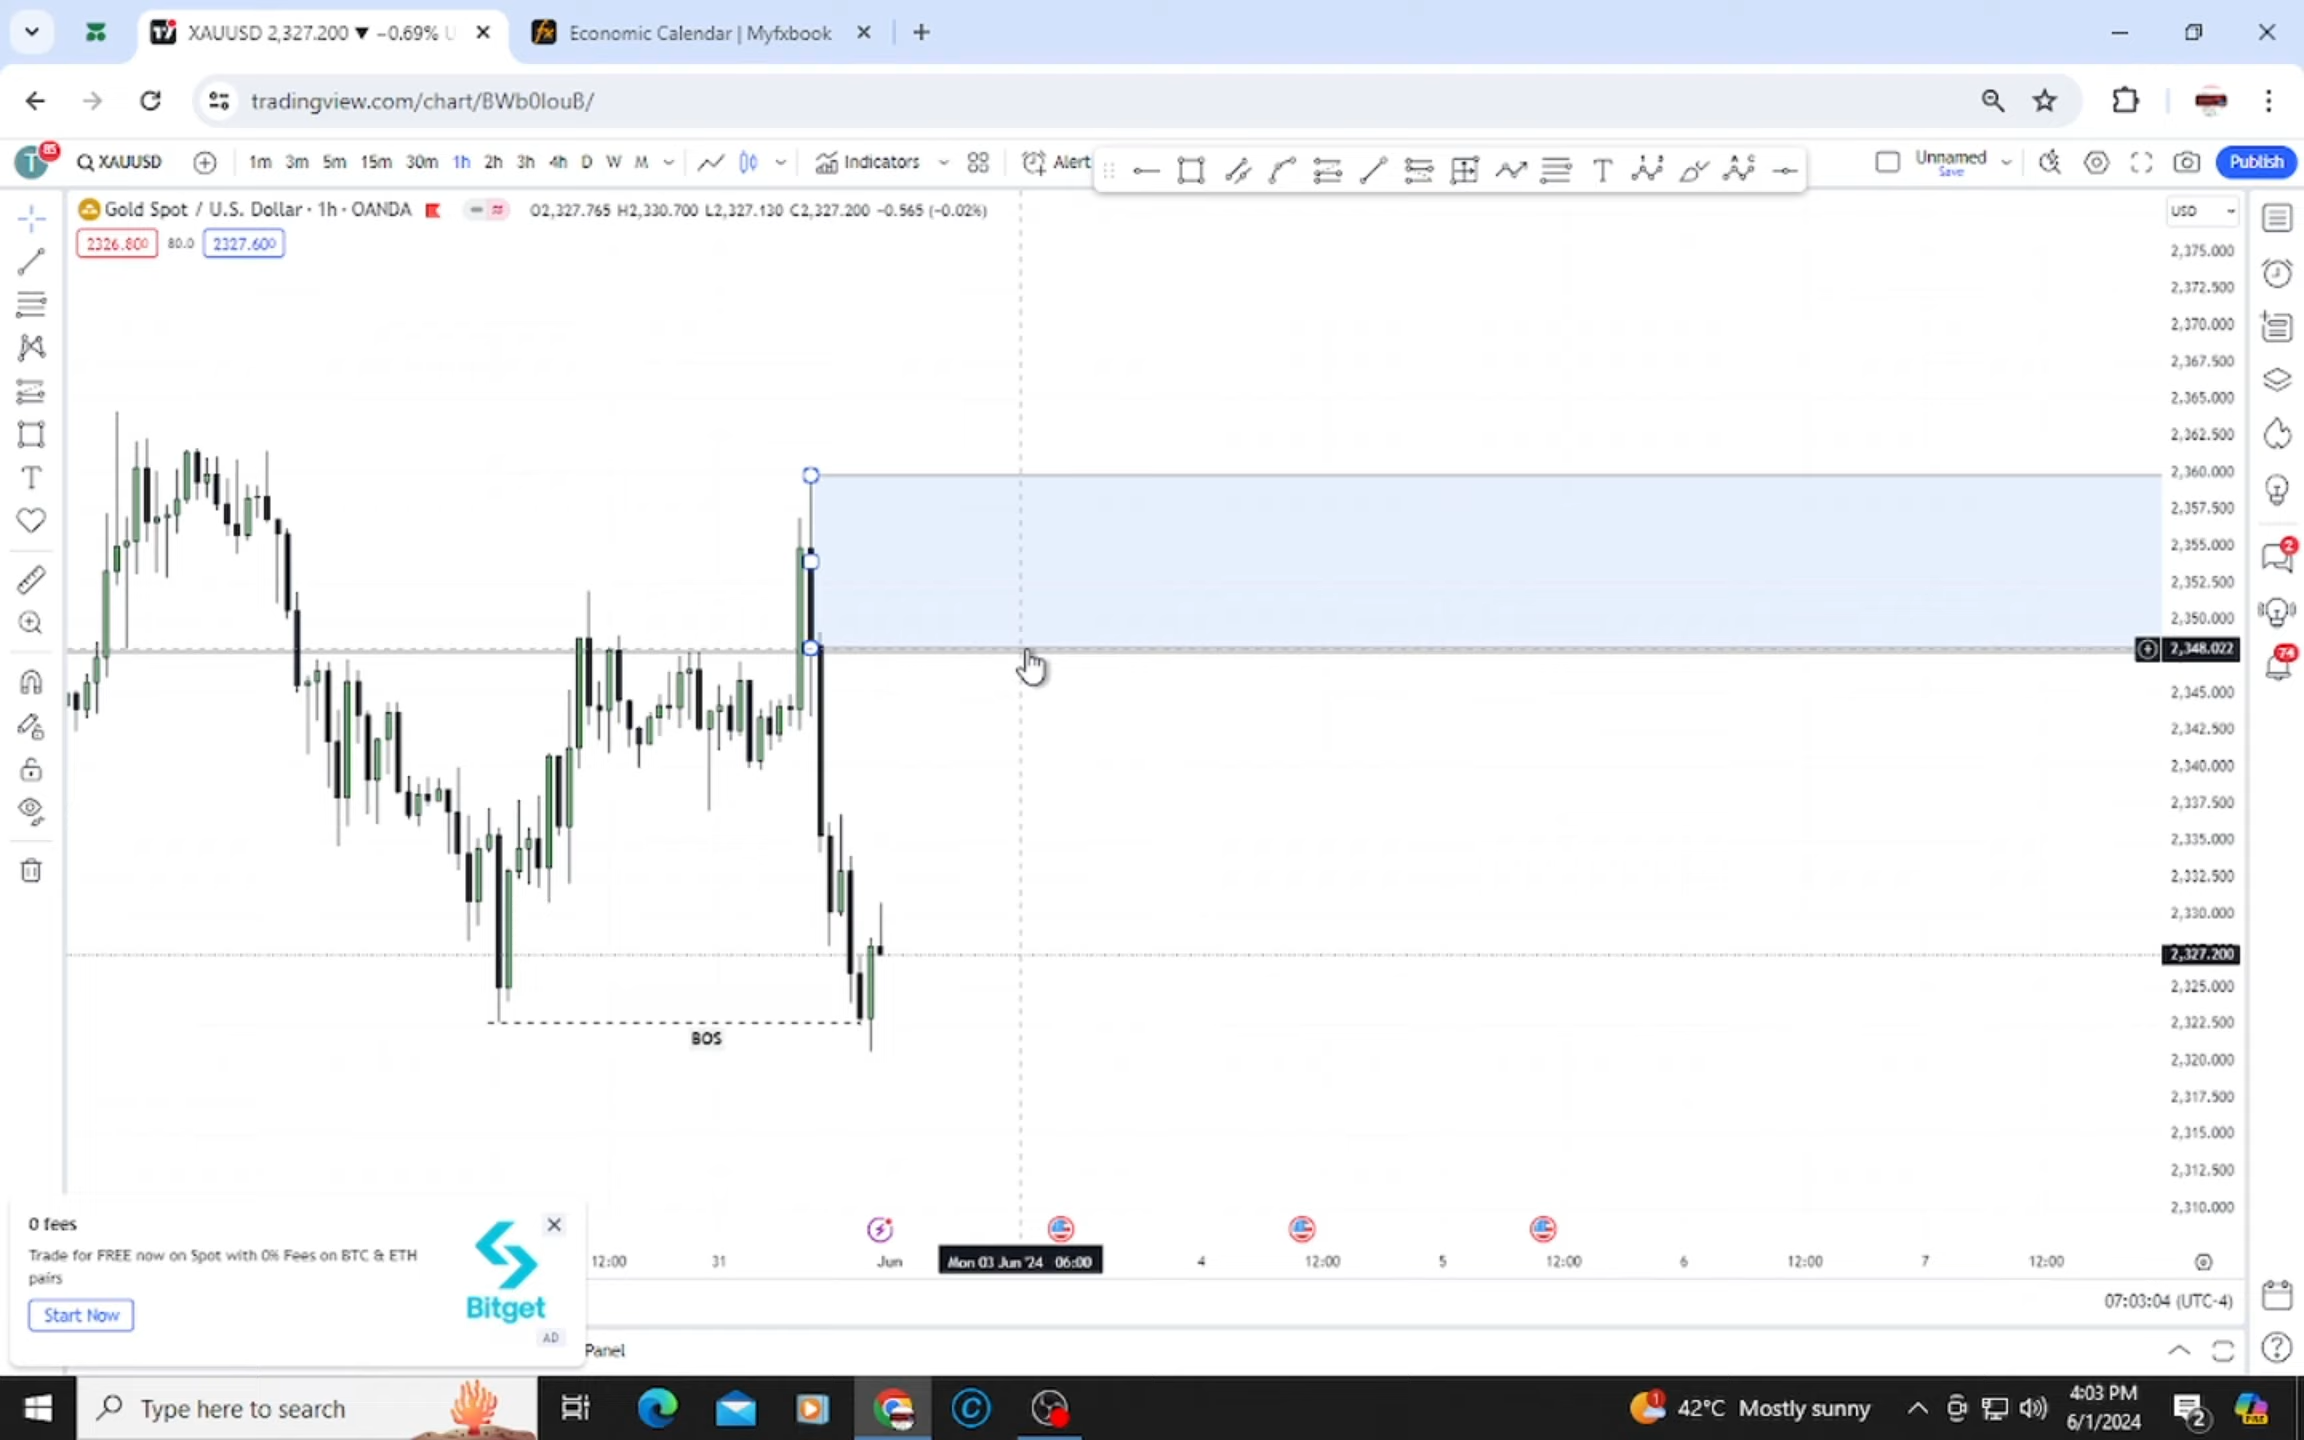 XAUUSD 2,327.200 ▼ −0.69% U
Economic Calendar | Myfxbook
tradingview.com/chart/BWb0louB/
T 85
XAUUSD 1m 3m 5m 15m 30m 1h 2h 3h 4h D W M Indicators Alert
Unnamed
Save
Publish
Gold Spot / U.S. Dollar · 1h · OANDA O2,327.765 H2,330.700 L2,327.130 C2,327.200 −0.565 (−0.02%)
USD
2326.800 80.0 2327.600
2,375.000
2,372.500
2,370.000
2,367.500
2,365.000
2,362.500
2,360.000
2,357.500
2,355.000
2,352.500
2,350.000
2,348.022
2,345.000
2,342.500
2,340.000
2,337.500
2,335.000
2,332.500
2,330.000
2,327.200
2,325.000
2,322.500
2,320.000
2,317.500
2,315.000
2,312.500
2,310.000
2
74
BOS
0 fees
Trade for FREE now on Spot with 0% Fees on BTC & ETH
pairs
Start Now
Bitget
AD
12:00 31 Jun Mon 03 Jun '24 06:00 4 12:00 5 12:00 6 12:00 7 12:00
07:03:04 (UTC-4)
Panel
Type here to search
1
42°C Mostly sunny
4:03 PM
6/1/2024
2
PRE